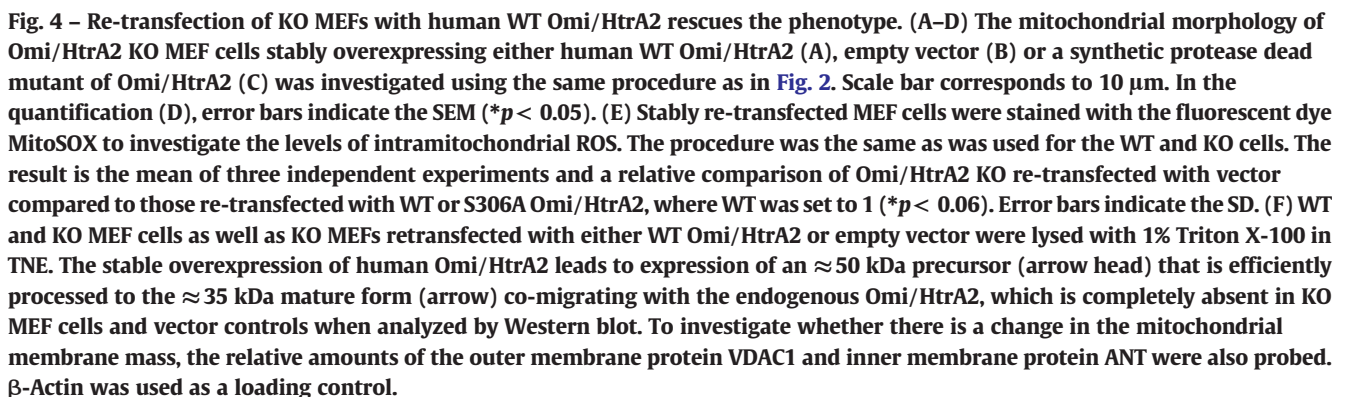 Fig. 4 – Re-transfection of KO MEFs with human WT Omi/HtrA2 rescues the phenotype. (A–D) The mitochondrial morphology of
Omi/HtrA2 KO MEF cells stably overexpressing either human WT Omi/HtrA2 (A), empty vector (B) or a synthetic protease dead
mutant of Omi/HtrA2 (C) was investigated using the same procedure as in Fig. 2. Scale bar corresponds to 10 μm. In the
quantification (D), error bars indicate the SEM (*p< 0.05). (E) Stably re-transfected MEF cells were stained with the fluorescent dye
MitoSOX to investigate the levels of intramitochondrial ROS. The procedure was the same as was used for the WT and KO cells. The
result is the mean of three independent experiments and a relative comparison of Omi/HtrA2 KO re-transfected with vector
compared to those re-transfected with WT or S306A Omi/HtrA2, where WT was set to 1 (*p< 0.06). Error bars indicate the SD. (F) WT
and KO MEF cells as well as KO MEFs retransfected with either WT Omi/HtrA2 or empty vector were lysed with 1% Triton X-100 in
TNE. The stable overexpression of human Omi/HtrA2 leads to expression of an ≈50 kDa precursor (arrow head) that is efficiently
processed to the ≈35 kDa mature form (arrow) co-migrating with the endogenous Omi/HtrA2, which is completely absent in KO
MEF cells and vector controls when analyzed by Western blot. To investigate whether there is a change in the mitochondrial
membrane mass, the relative amounts of the outer membrane protein VDAC1 and inner membrane protein ANT were also probed.
β-Actin was used as a loading control.